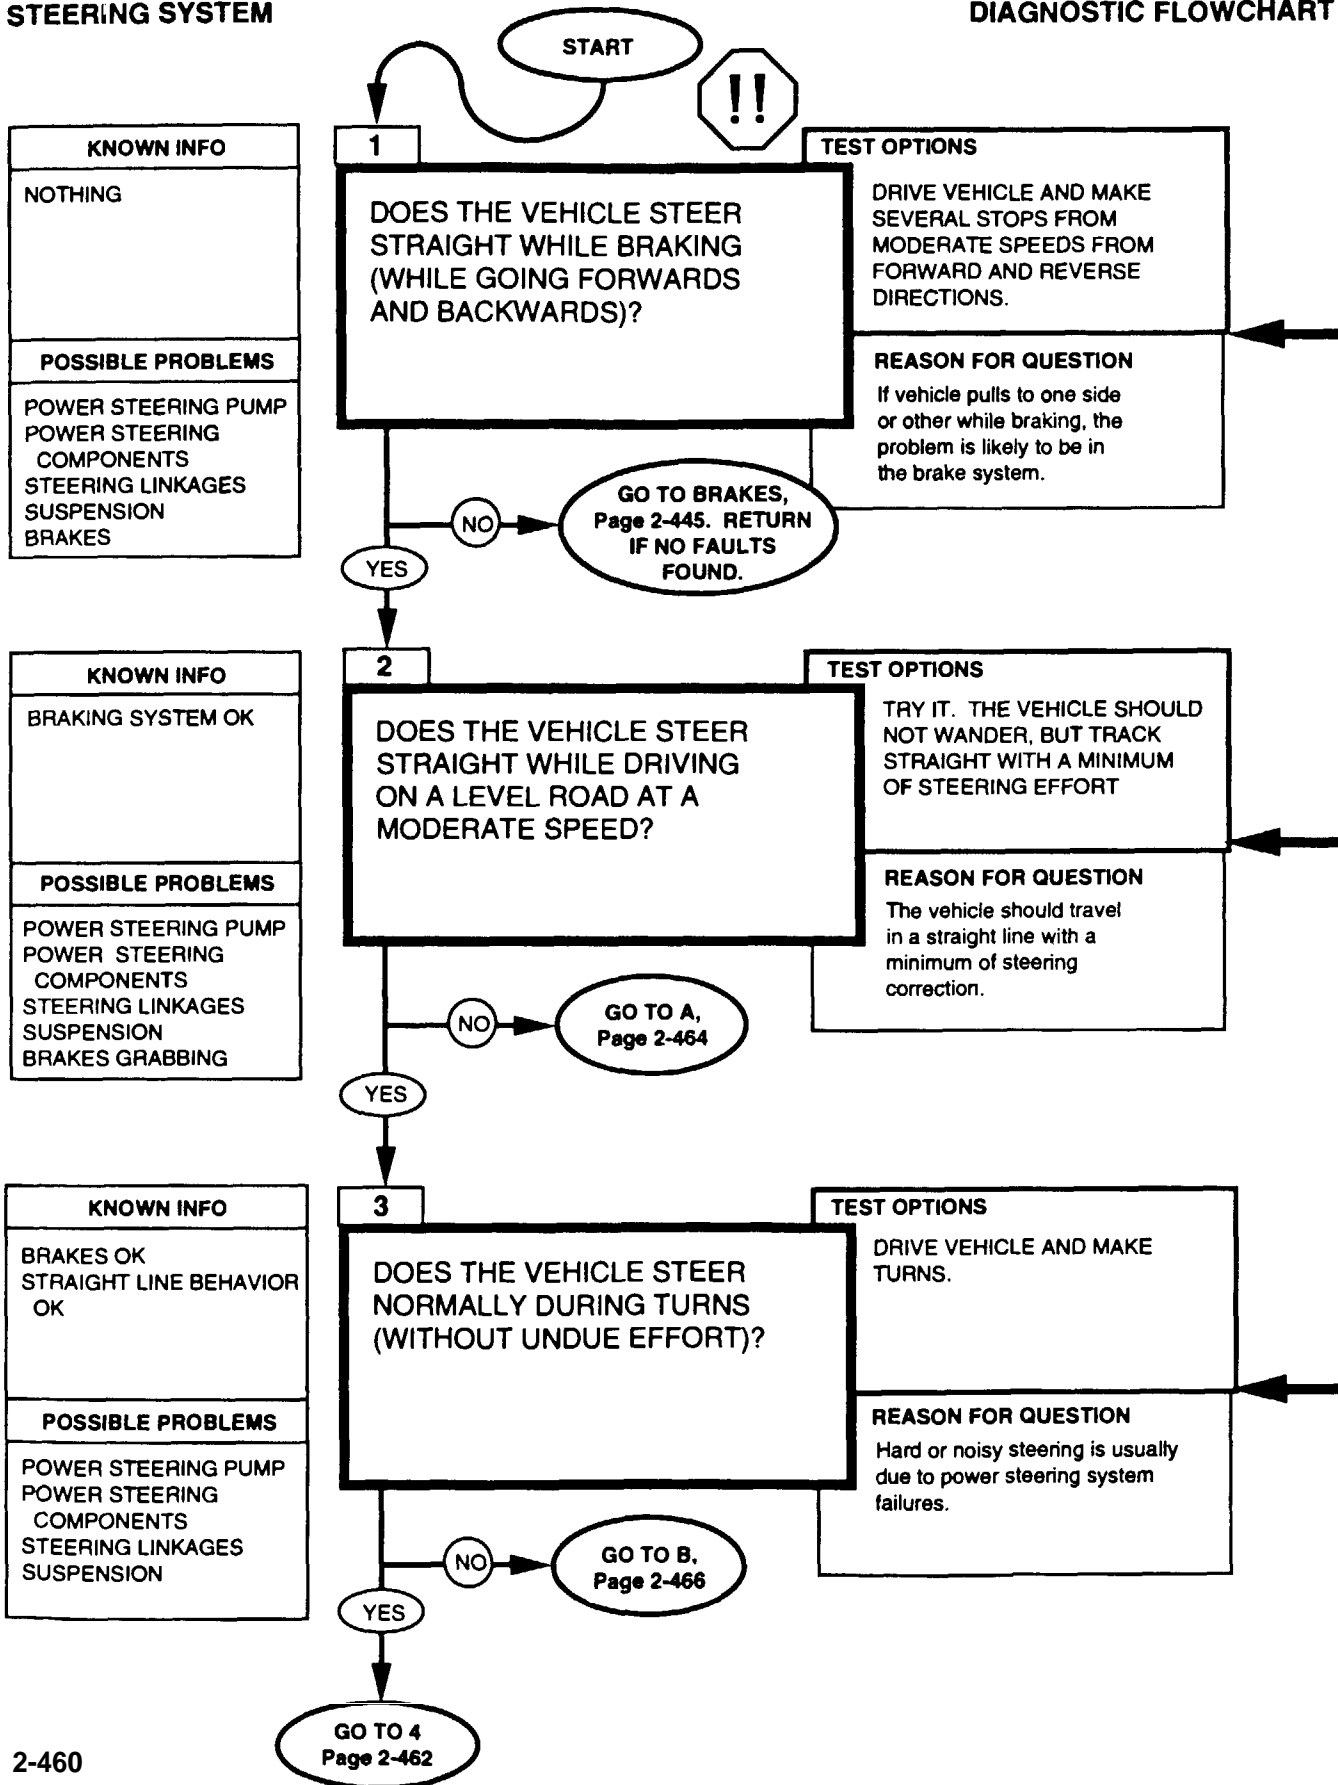 STEERING SYSTEM
DIAGNOSTIC FLOWCHART
START
!!
KNOWN INFO
NOTHING
POSSIBLE PROBLEMS
POWER STEERING PUMP
POWER STEERING
COMPONENTS
STEERING LINKAGES
SUSPENSION
BRAKES
1
DOES THE VEHICLE STEER
STRAIGHT WHILE BRAKING
(WHILE GOING FORWARDS
AND BACKWARDS)?
TEST OPTIONS
DRIVE VEHICLE AND MAKE
SEVERAL STOPS FROM
MODERATE SPEEDS FROM
FORWARD AND REVERSE
DIRECTIONS.
REASON FOR QUESTION
If vehicle pulls to one side
or other while braking, the
problem is likely to be in
the brake system.
NO
GO TO BRAKES,
Page 2-445. RETURN
IF NO FAULTS
FOUND.
YES
KNOWN INFO
BRAKING SYSTEM OK
POSSIBLE PROBLEMS
POWER STEERING PUMP
POWER STEERING
COMPONENTS
STEERING LINKAGES
SUSPENSION
BRAKES GRABBING
2
DOES THE VEHICLE STEER
STRAIGHT WHILE DRIVING
ON A LEVEL ROAD AT A
MODERATE SPEED?
TEST OPTIONS
TRY IT. THE VEHICLE SHOULD
NOT WANDER, BUT TRACK
STRAIGHT WITH A MINIMUM
OF STEERING EFFORT
REASON FOR QUESTION
The vehicle should travel
in a straight line with a
minimum of steering
correction.
NO
GO TO A,
Page 2-464
YES
KNOWN INFO
BRAKES OK
STRAIGHT LINE BEHAVIOR
OK
POSSIBLE PROBLEMS
POWER STEERING PUMP
POWER STEERING
COMPONENTS
STEERING LINKAGES
SUSPENSION
3
DOES THE VEHICLE STEER
NORMALLY DURING TURNS
(WITHOUT UNDUE EFFORT)?
TEST OPTIONS
DRIVE VEHICLE AND MAKE
TURNS.
REASON FOR QUESTION
Hard or noisy steering is usually
due to power steering system
failures.
NO
GO TO B,
Page 2-466
YES
GO TO 4
Page 2-462
2-460